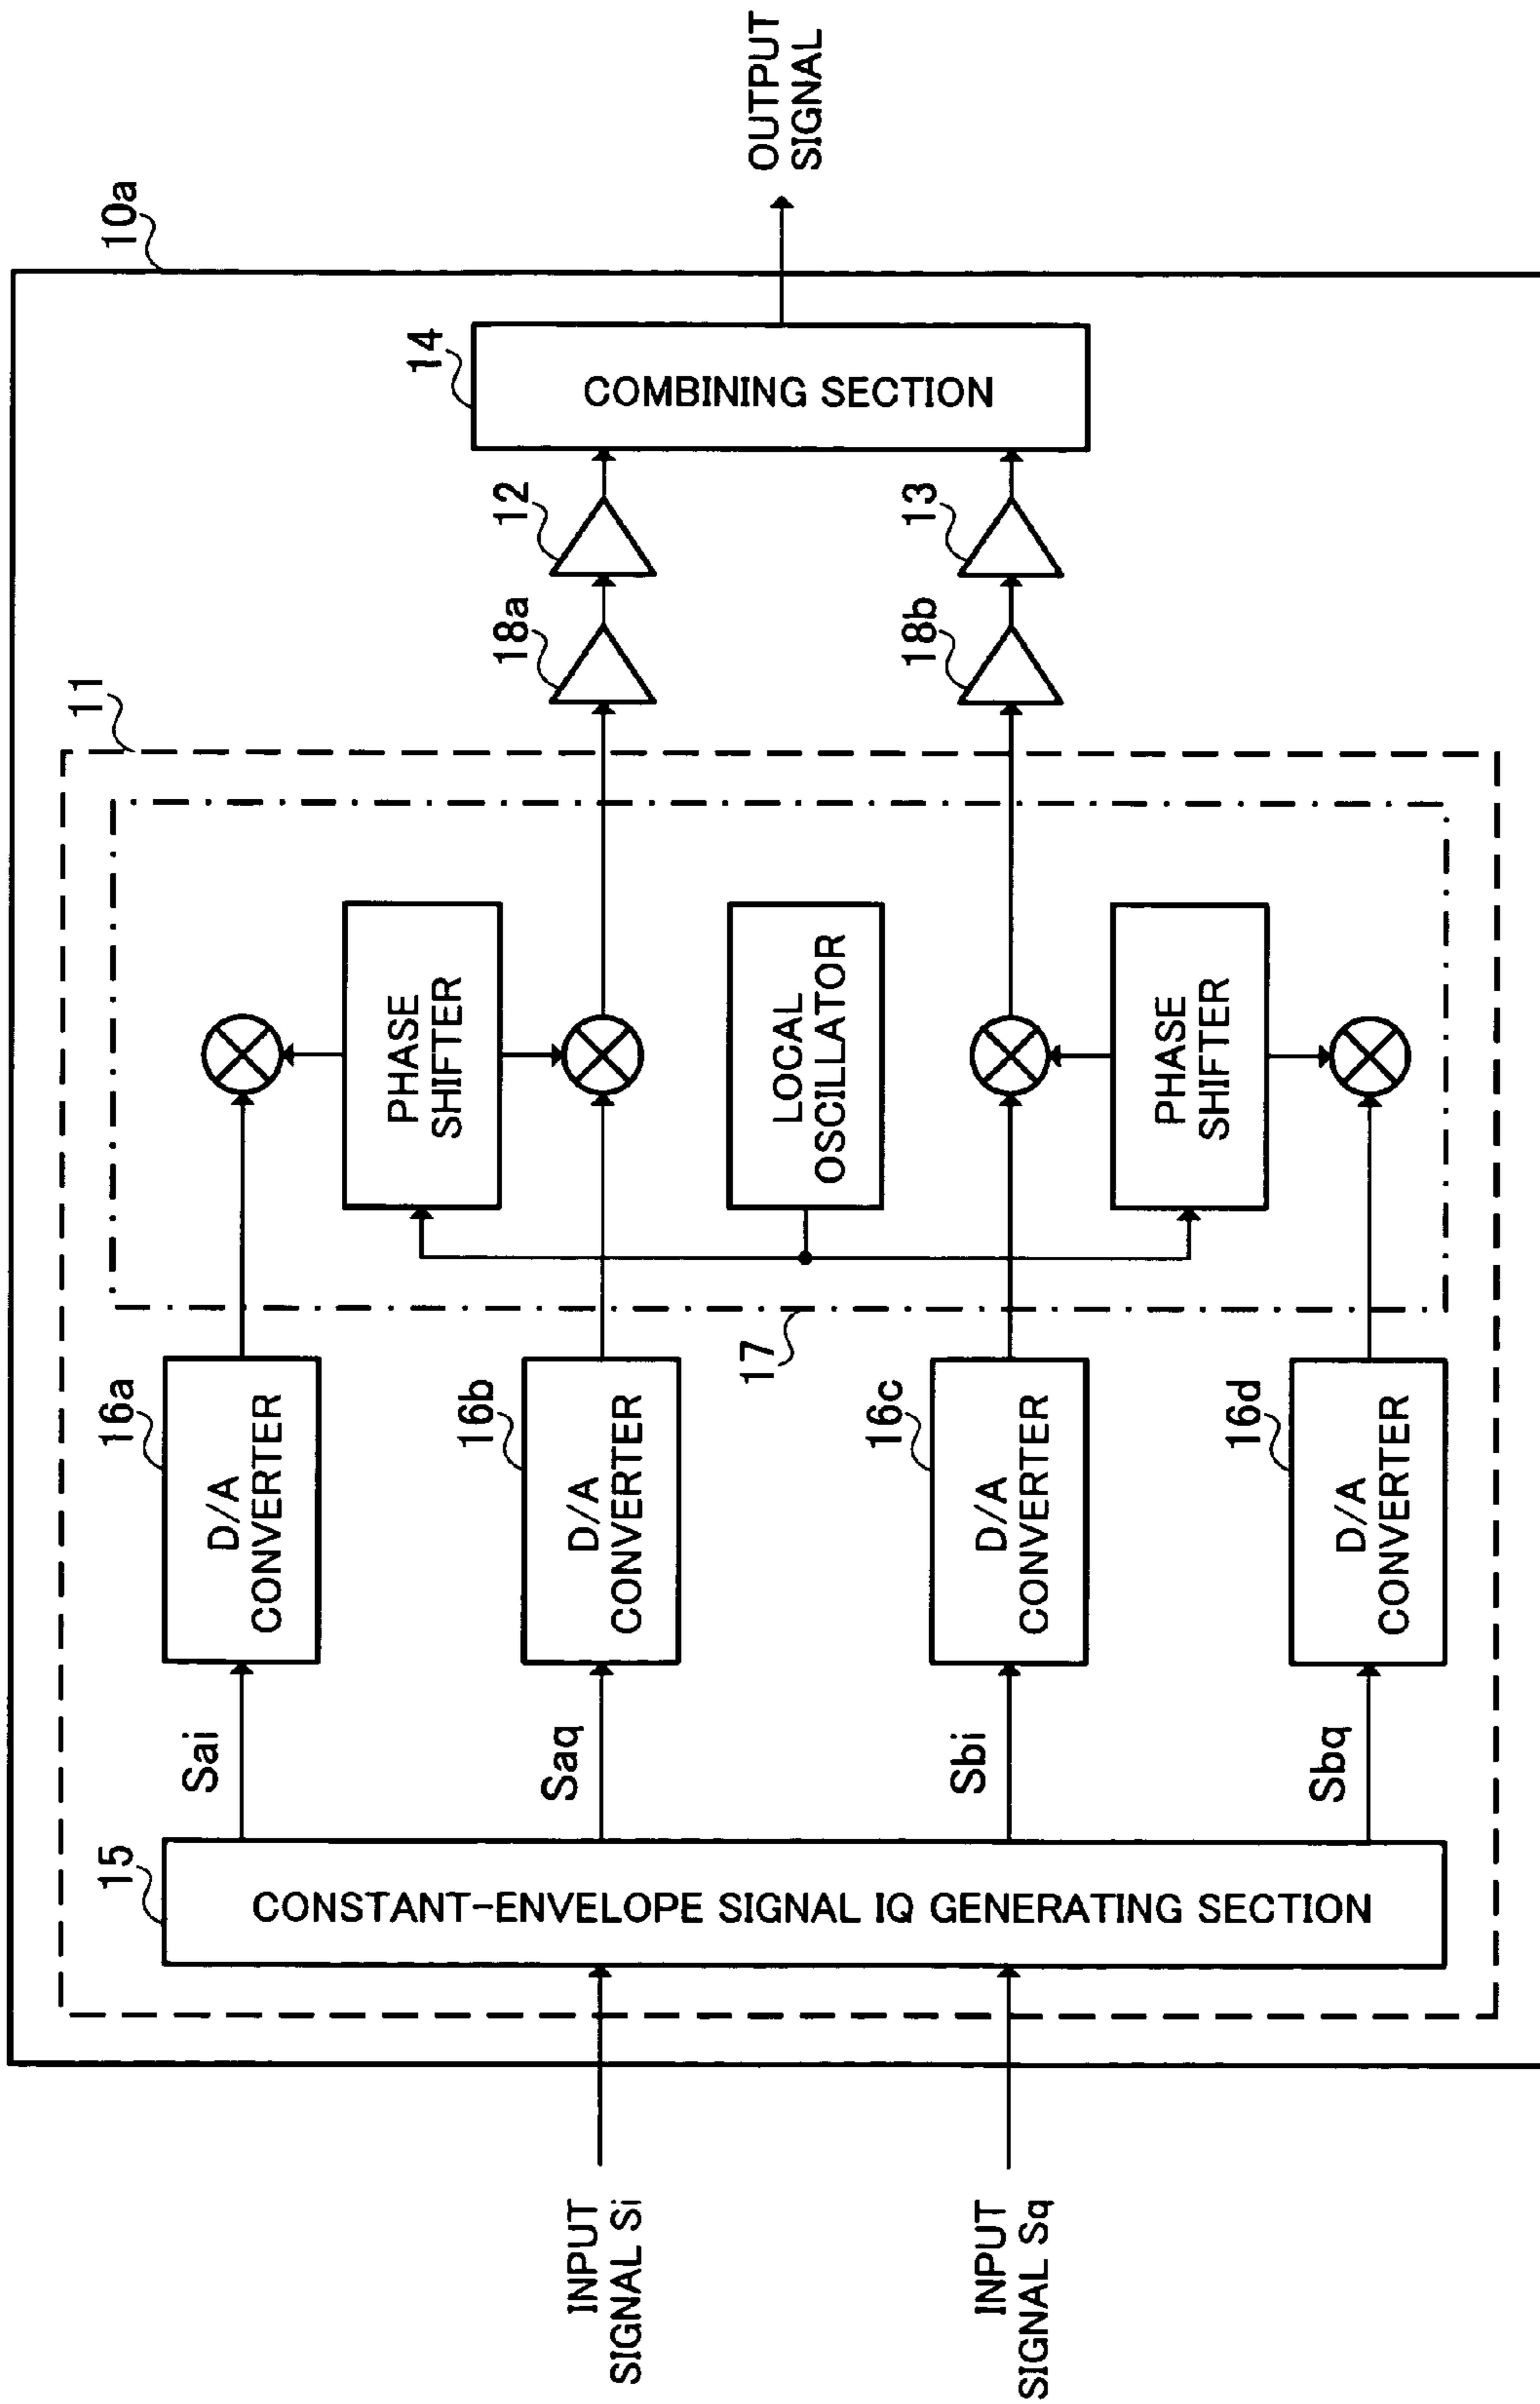 10a
11
15
CONSTANT-ENVELOPE SIGNAL IQ GENERATING SECTION
INPUT
SIGNAL Si
INPUT
SIGNAL Sq
Sai
Saq
Sbi
Sbq
16a
D/A
CONVERTER
16b
D/A
CONVERTER
16c
D/A
CONVERTER
16d
D/A
CONVERTER
17
PHASE
SHIFTER
LOCAL
OSCILLATOR
PHASE
SHIFTER
18a
12
18b
13
14
COMBINING SECTION
OUTPUT
SIGNAL